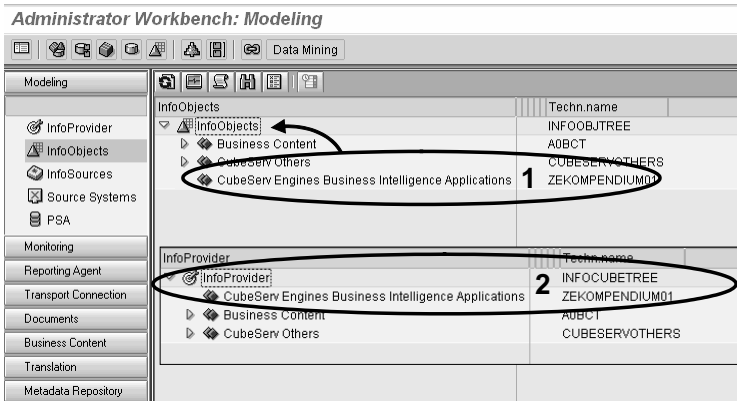 Administrator Workbench: Modeling
Data Mining
Modeling
InfoProvider
InfoObjects
InfoSources
Source Systems
PSA
Monitoring
Reporting Agent
Transport Connection
Documents
Business Content
Translation
Metadata Repository
InfoObjects Techn.name
InfoObjects INFOOBJTREE
Business Content A0BCT
CubeServ Others CUBESERVOTHERS
CubeServ Engines Business Intelligence Applications 1 ZEKOMPENDIUM01
InfoProvider Techn.name
InfoProvider 2 INFOCUBETREE
CubeServ Engines Business Intelligence Applications ZEKOMPENDIUM01
Business Content A0BCT
CubeServ Others CUBESERVOTHERS